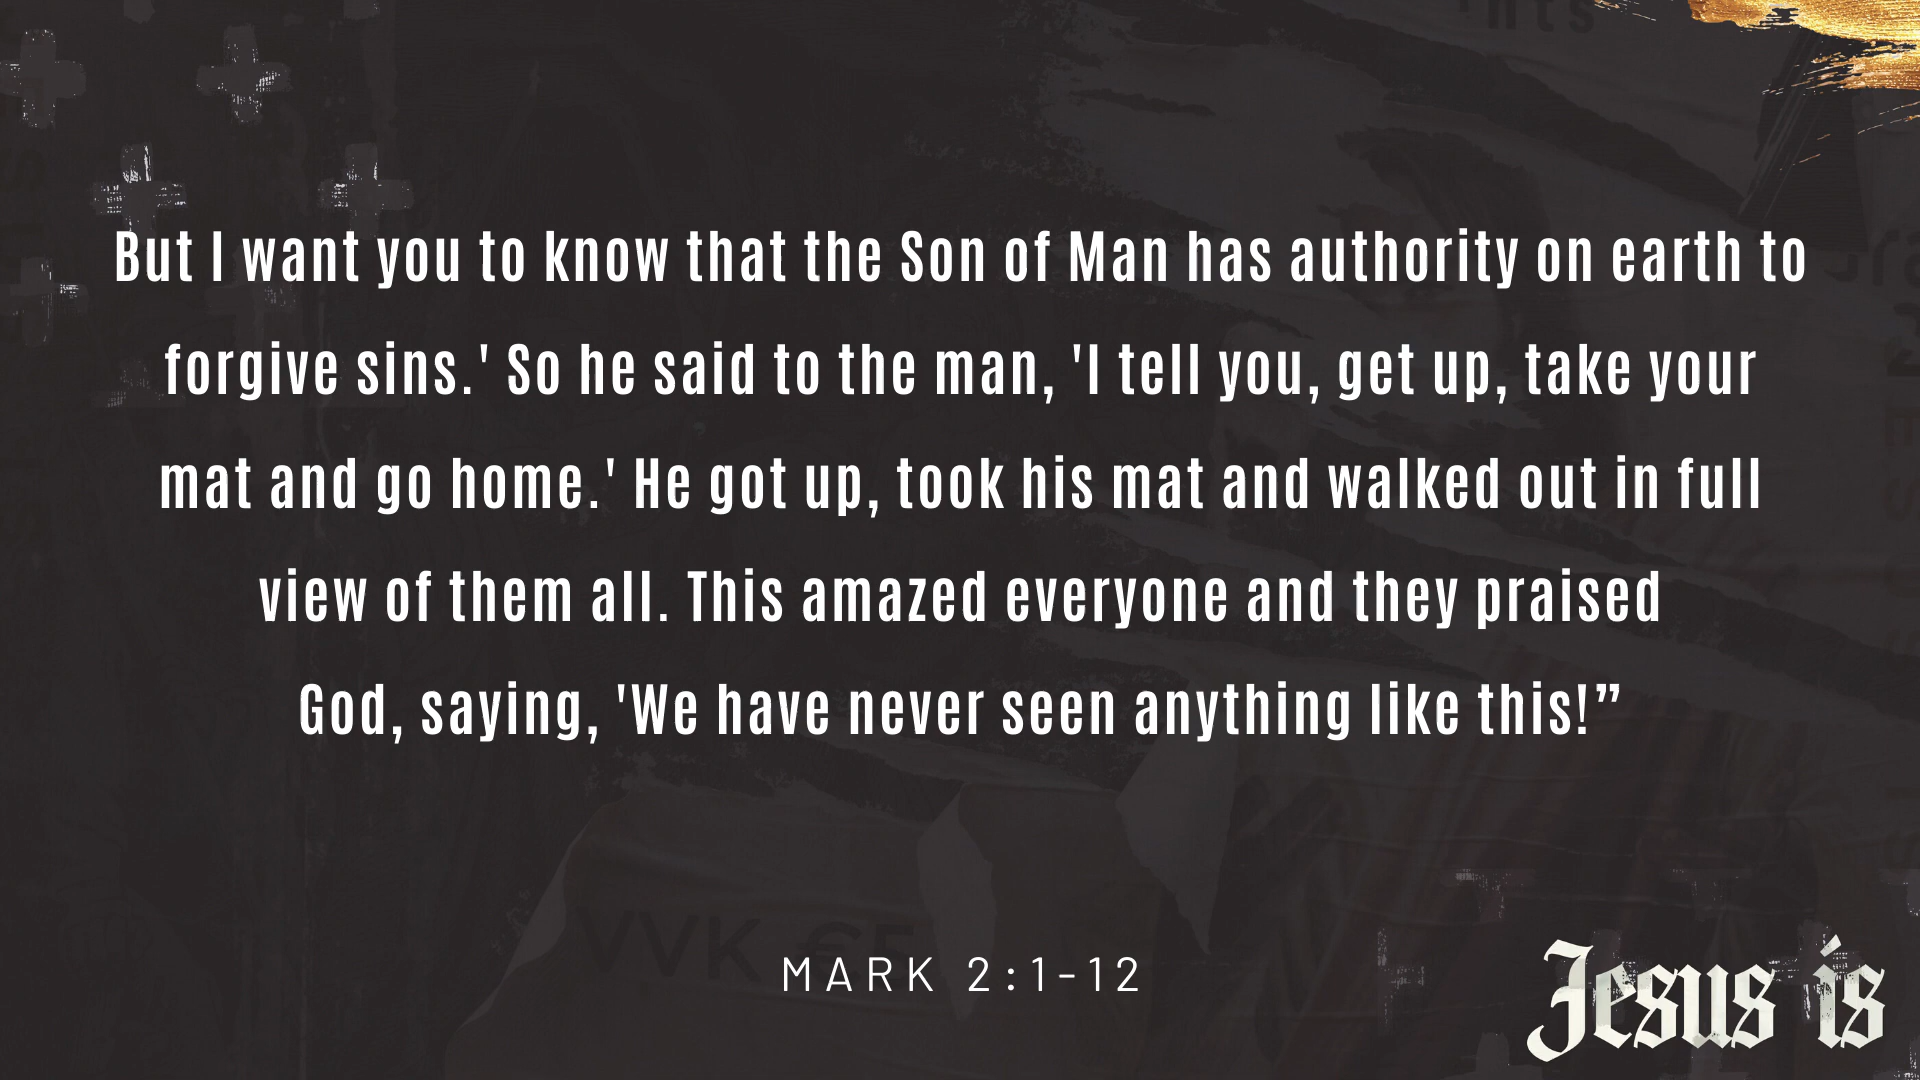 nts
But I want you to know that the Son of Man has authority on earth to
forgive sins.' So he said to the man, 'I tell you, get up, take your
mat and go home.' He got up, took his mat and walked out in full
view of them all. This amazed everyone and they praised
God, saying, 'We have never seen anything like this!”
VVK €5
MARK 2:1-12
Jesus is